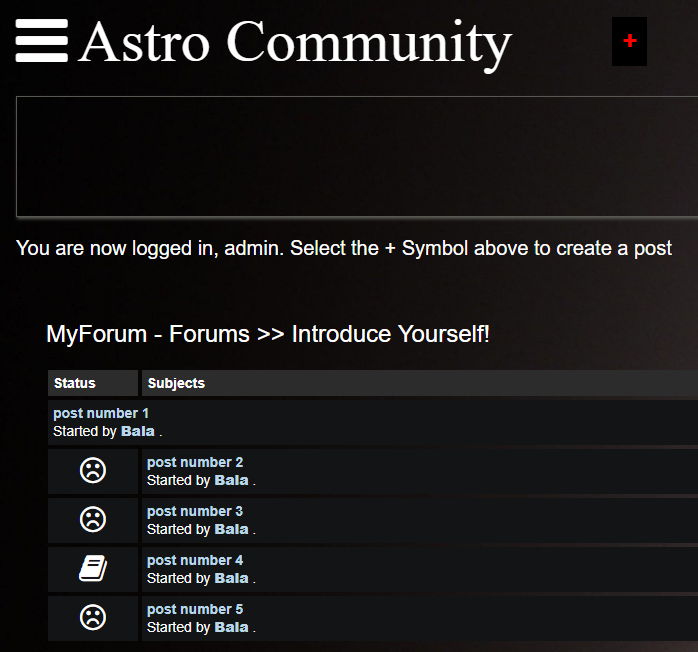 Astro Community
+
You are now logged in, admin. Select the + Symbol above to create a post
MyForum - Forums >> Introduce Yourself!
Status Subjects
post number 1
Started by Bala .
post number 2
Started by Bala .
post number 3
Started by Bala .
post number 4
Started by Bala .
post number 5
Started by Bala .